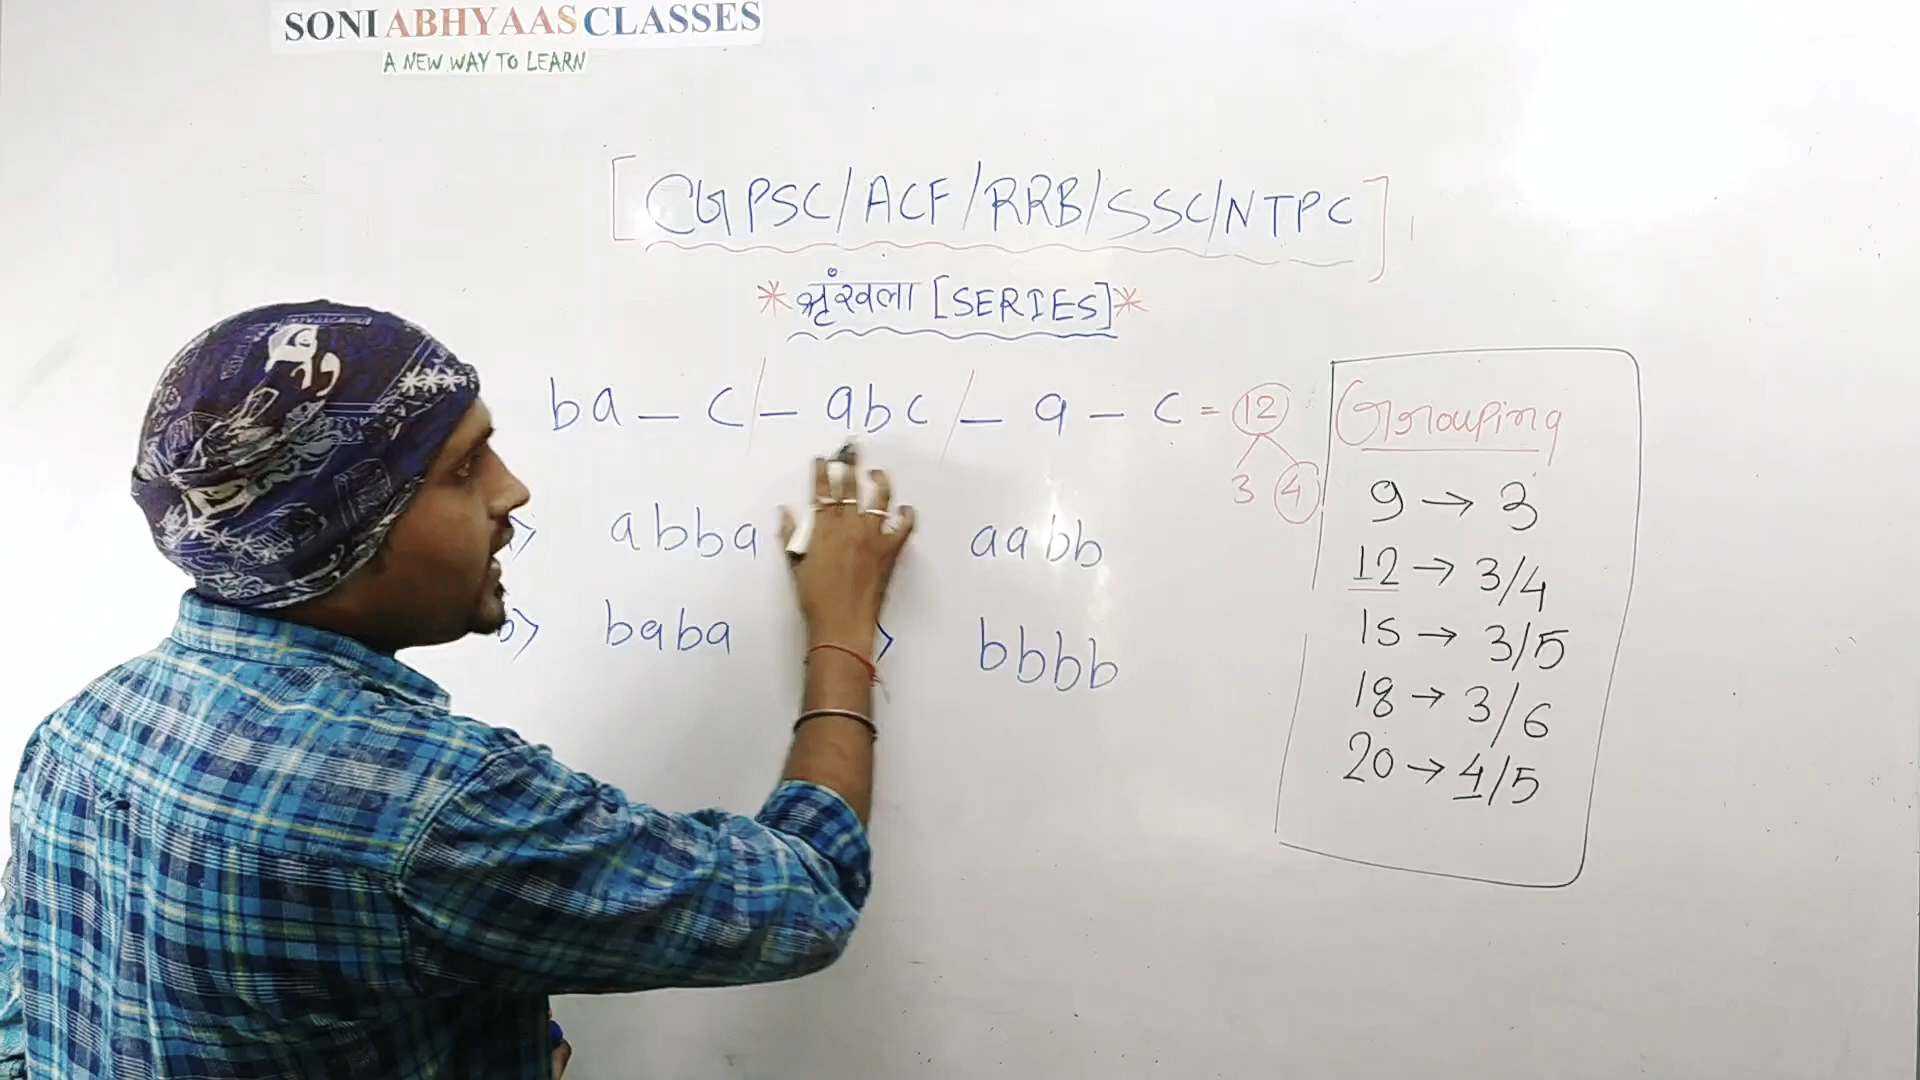 SONI ABHYAAS CLASSES
A NEW WAY TO LEARN
[CGPSC/ACF/RRB/SSC/NTPC]
*श्रृंखला [SERIES]*
ba – c / – abc / – a – c = 12
3 4
abba aabb
b> baba > bbbb
Grouping
9 → 3
12 → 3/4
15 → 3/5
18 → 3/6
20 → 4/5